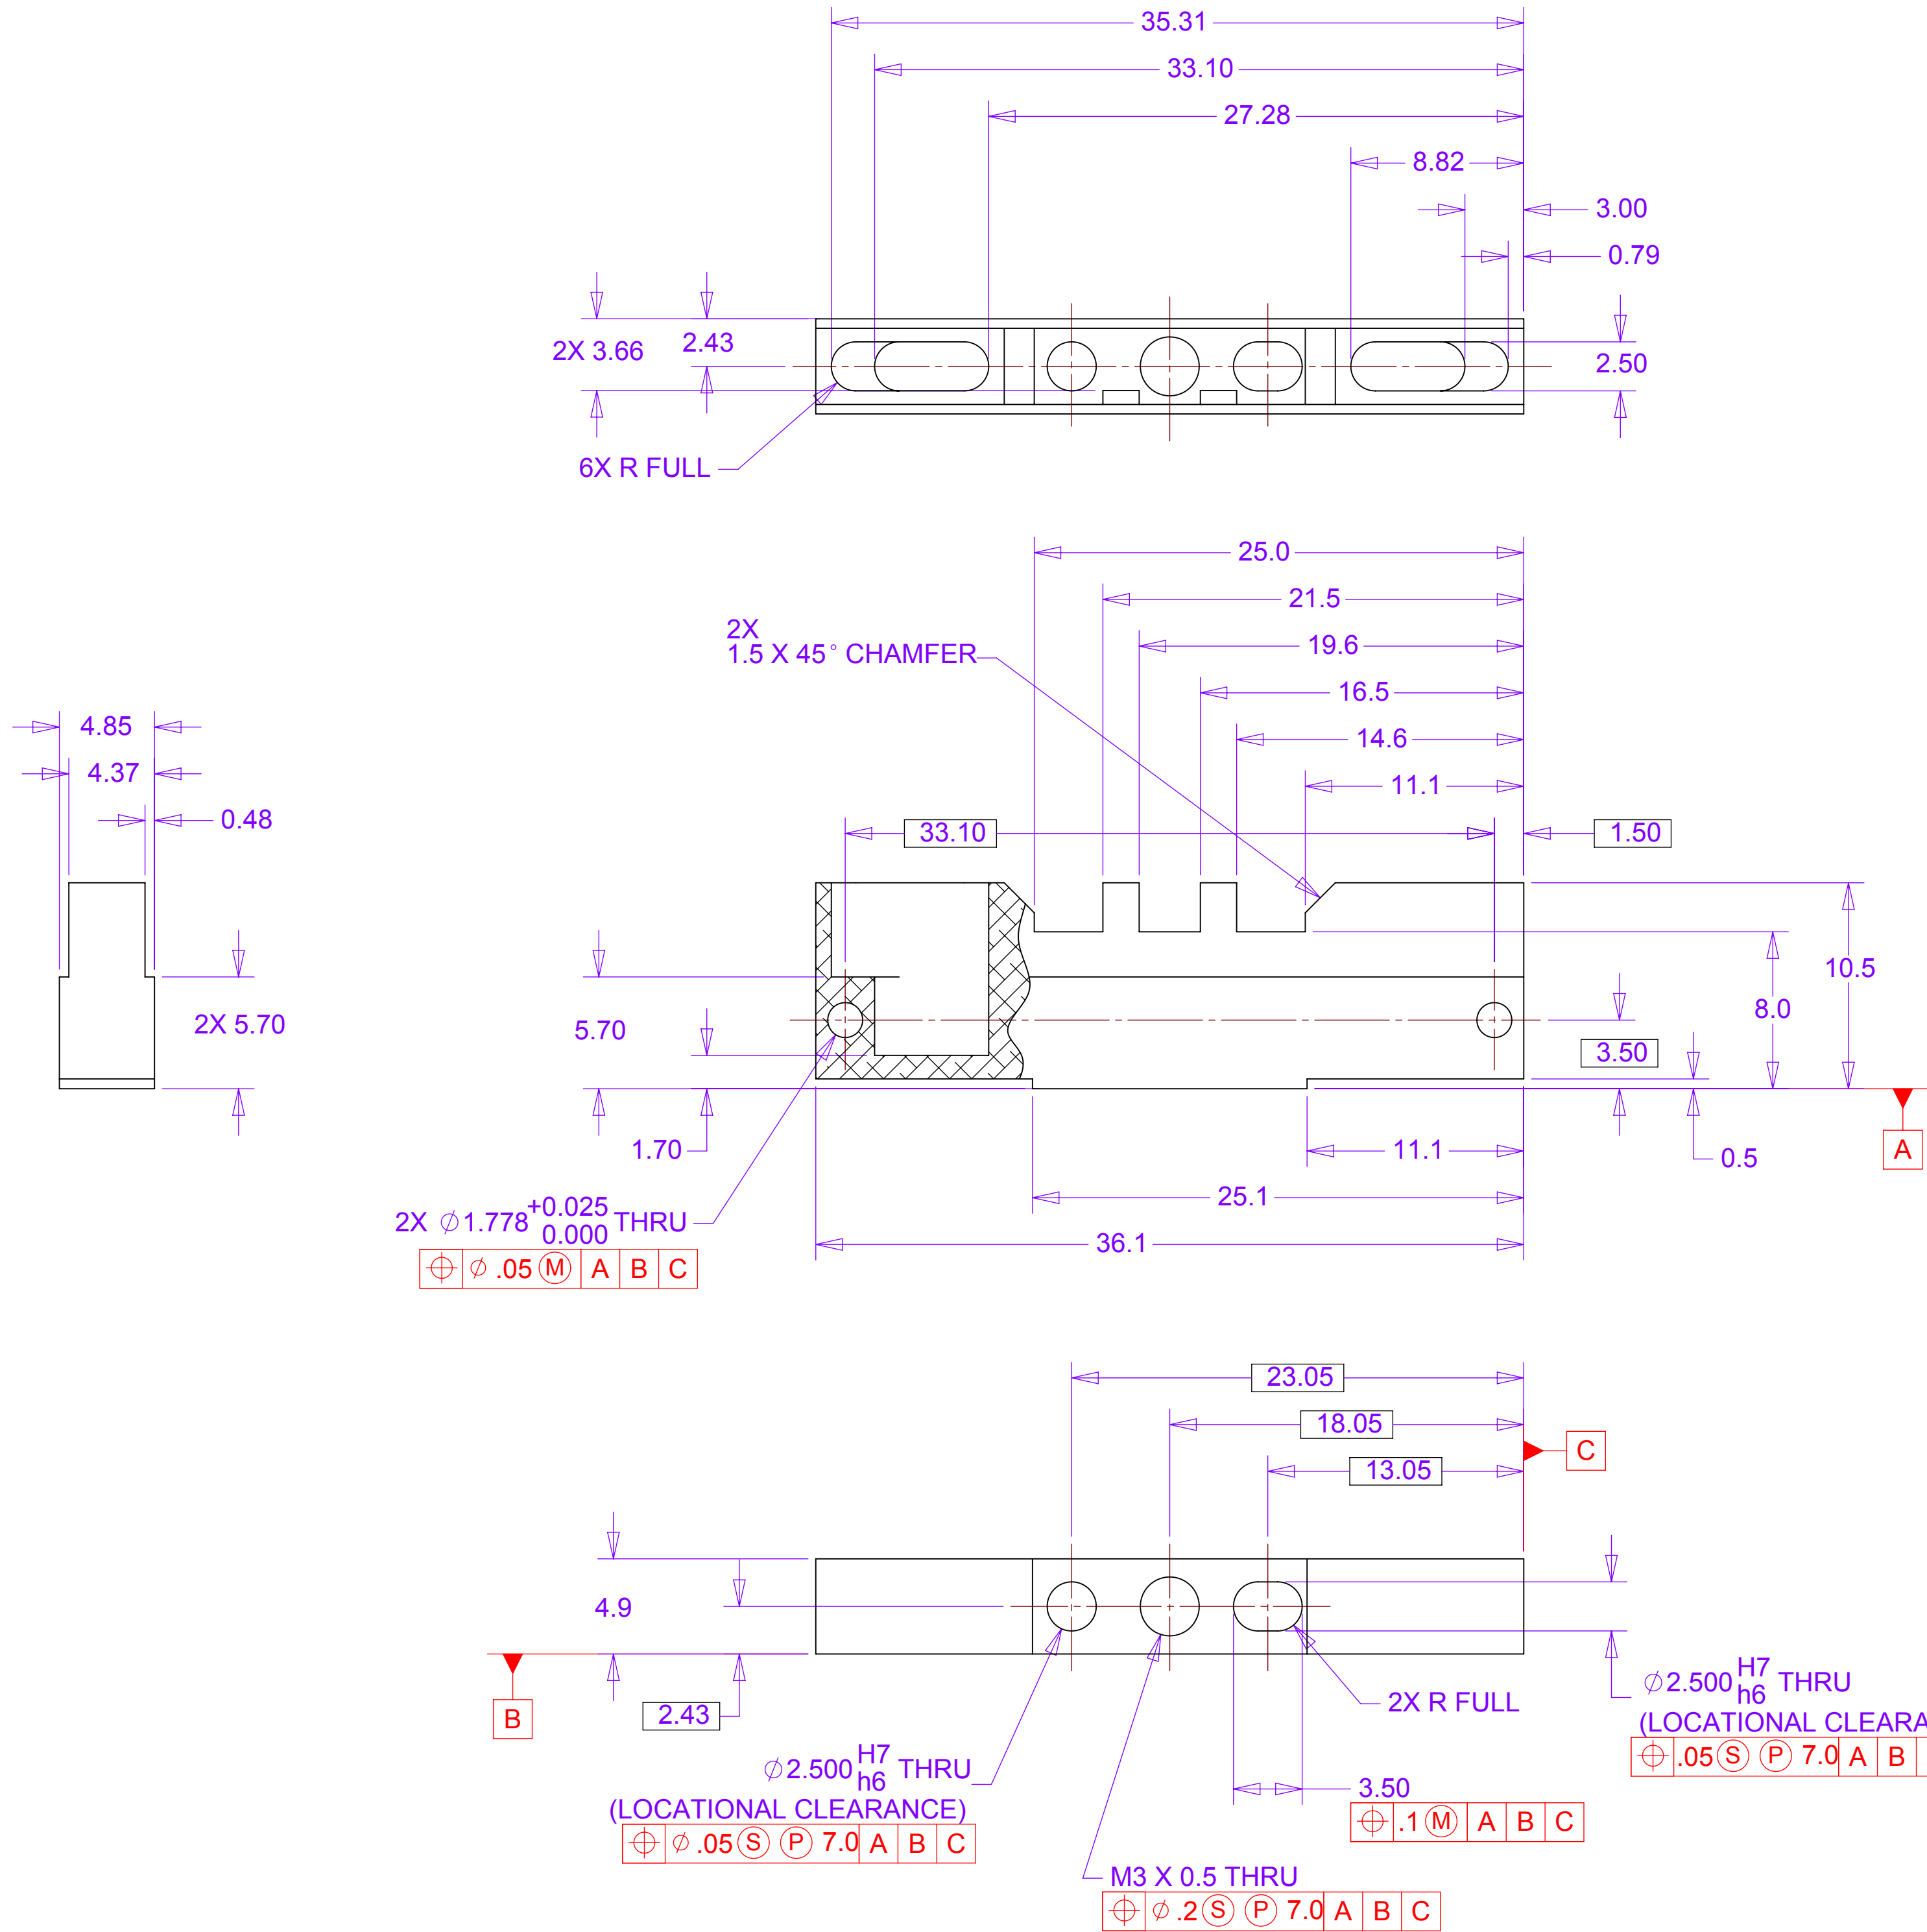 35.31
33.10
27.28
8.82
3.00
0.79
2X 3.66
2.43
2.50
6X R FULL
25.0
21.5
2X
1.5 X 45° CHAMFER
19.6
16.5
4.85
14.6
4.37
11.1
0.48
33.10
1.50
10.5
8.0
2X 5.70
5.70
3.50
1.70
11.1
0.5
A
25.1
2X ⌀1.778 +0.025 THRU
0.000
36.1
⌖ ⌀ .05 Ⓜ A B C
23.05
18.05
C
13.05
4.9
B
2.43
2X R FULL
⌀2.500 H7 THRU
h6
(LOCATIONAL CLEARA
⌖ .05 Ⓢ Ⓟ 7.0 A B
⌀2.500 H7 THRU
h6
(LOCATIONAL CLEARANCE)
⌖ ⌀ .05 Ⓢ Ⓟ 7.0 A B C
3.50
⌖ .1 Ⓜ A B C
M3 X 0.5 THRU
⌖ ⌀ .2 Ⓢ Ⓟ 7.0 A B C